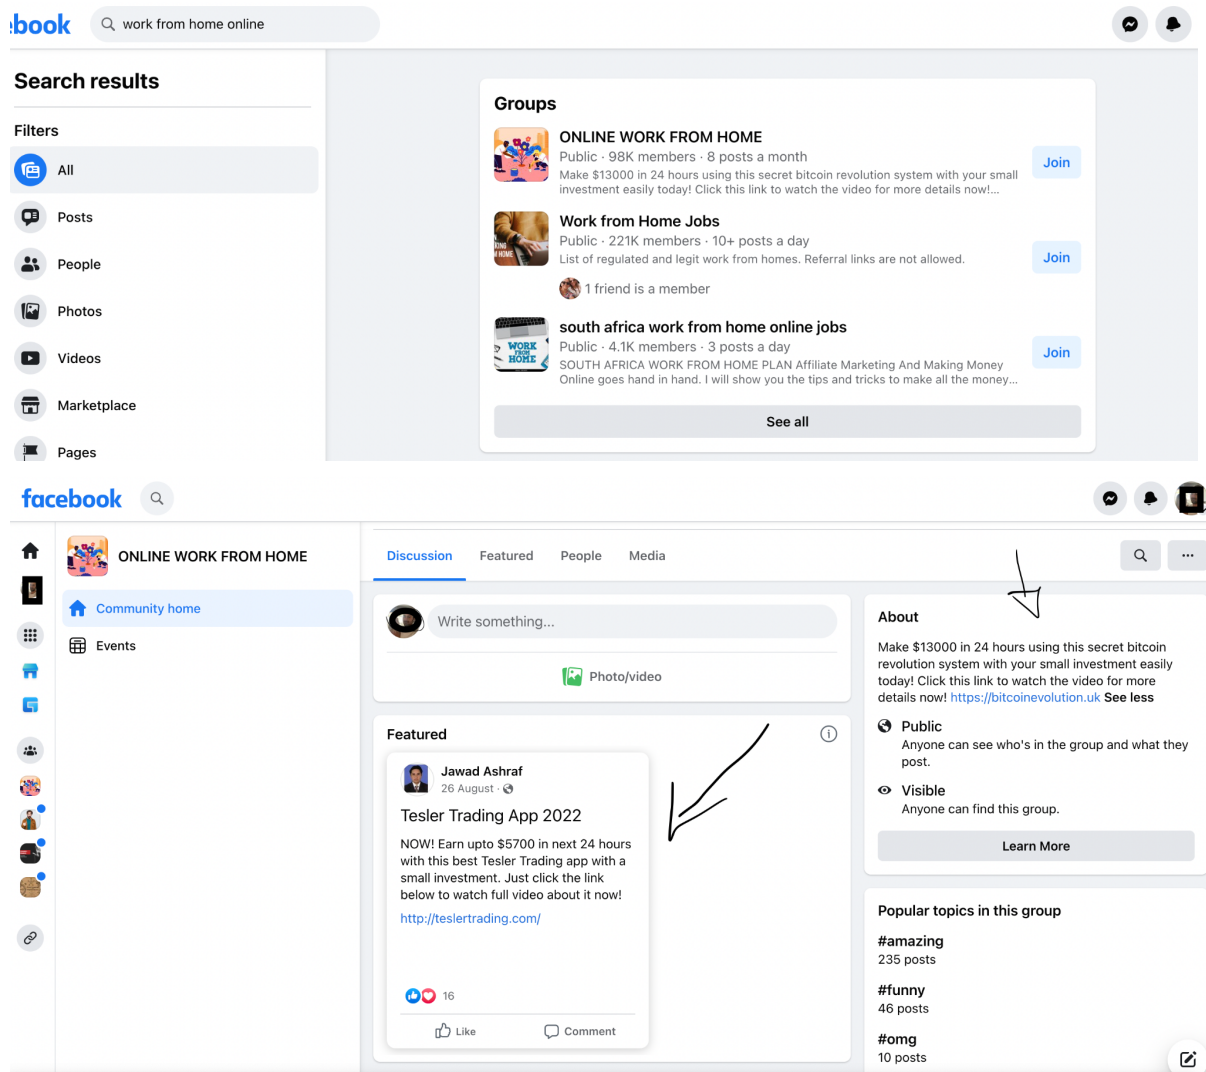 ebook
work from home online
Search results
Filters
All
Posts
People
Photos
Videos
Marketplace
Pages
Groups
ONLINE WORK FROM HOME
Public · 98K members · 8 posts a month
Make $13000 in 24 hours using this secret bitcoin revolution system with your small
investment easily today! Click this link to watch the video for more details now!...
Join
Work from Home Jobs
Public · 221K members · 10+ posts a day
List of regulated and legit work from homes. Referral links are not allowed.
1 friend is a member
Join
WORK
FROM
HOME
south africa work from home online jobs
Public · 4.1K members · 3 posts a day
SOUTH AFRICA WORK FROM HOME PLAN Affiliate Marketing And Making Money
Online goes hand in hand. I will show you the tips and tricks to make all the money...
Join
See all
facebook
ONLINE WORK FROM HOME
Community home
Events
Discussion
Featured
People
Media
Write something...
Photo/video
Featured
Jawad Ashraf
26 August ·
Tesler Trading App 2022
NOW! Earn upto $5700 in next 24 hours
with this best Tesler Trading app with a
small investment. Just click the link
below to watch full video about it now!
http://teslertrading.com/
16
Like
Comment
About
Make $13000 in 24 hours using this secret bitcoin
revolution system with your small investment easily
today! Click this link to watch the video for more
details now! https://bitcoinevolution.uk See less
Public
Anyone can see who's in the group and what they
post.
Visible
Anyone can find this group.
Learn More
Popular topics in this group
#amazing
235 posts
#funny
46 posts
#omg
10 posts